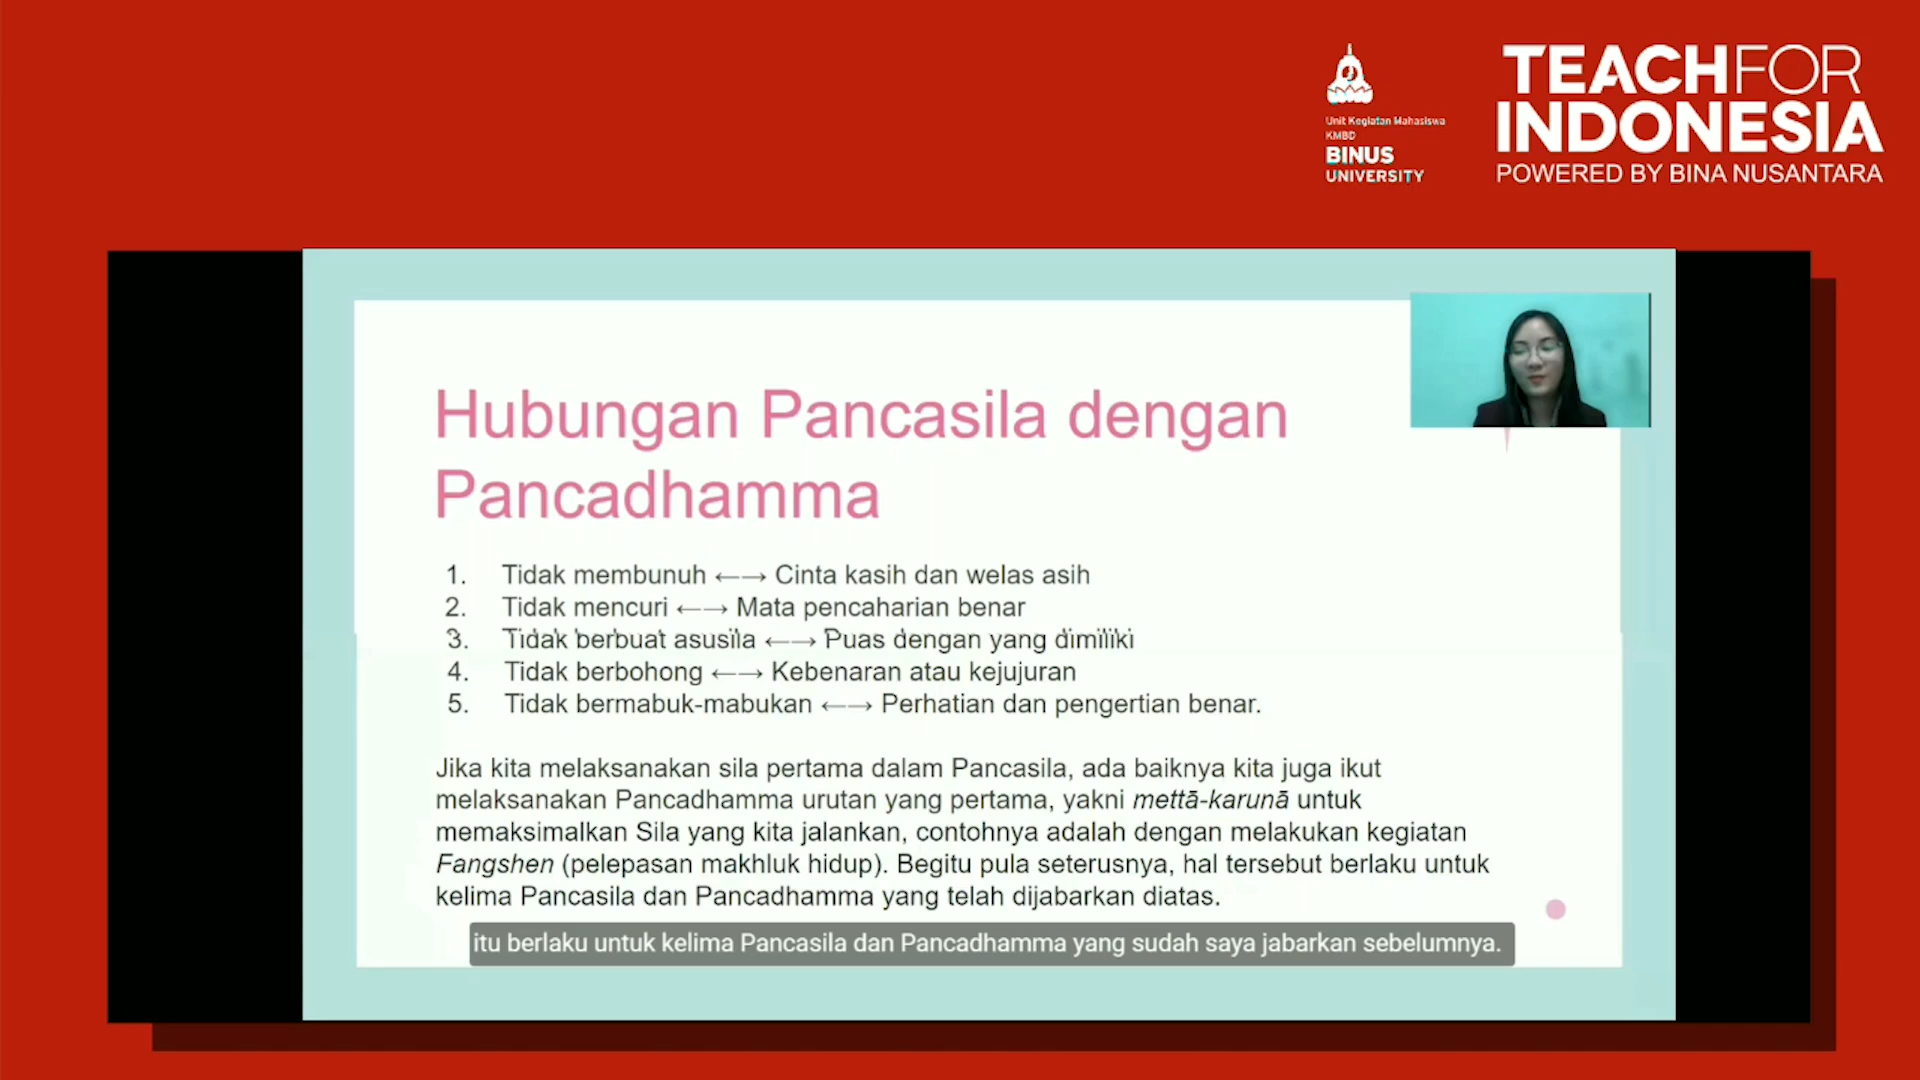 Unit Kegiatan Mahasiswa
KMBD
BINUS
UNIVERSITY
TEACHFOR
INDONESIA
POWERED BY BINA NUSANTARA
Hubungan Pancasila dengan
Pancadhamma
1. Tidak membunuh ←→ Cinta kasih dan welas asih
2. Tidak mencuri ←→ Mata pencaharian benar
3. Tidak berbuat asusila ←→ Puas dengan yang dimiliki
4. Tidak berbohong ←→ Kebenaran atau kejujuran
5. Tidak bermabuk-mabukan ←→ Perhatian dan pengertian benar.
Jika kita melaksanakan sila pertama dalam Pancasila, ada baiknya kita juga ikut
melaksanakan Pancadhamma urutan yang pertama, yakni mettā-karunā untuk
memaksimalkan Sila yang kita jalankan, contohnya adalah dengan melakukan kegiatan
Fangshen (pelepasan makhluk hidup). Begitu pula seterusnya, hal tersebut berlaku untuk
kelima Pancasila dan Pancadhamma yang telah dijabarkan diatas.
itu berlaku untuk kelima Pancasila dan Pancadhamma yang sudah saya jabarkan sebelumnya.